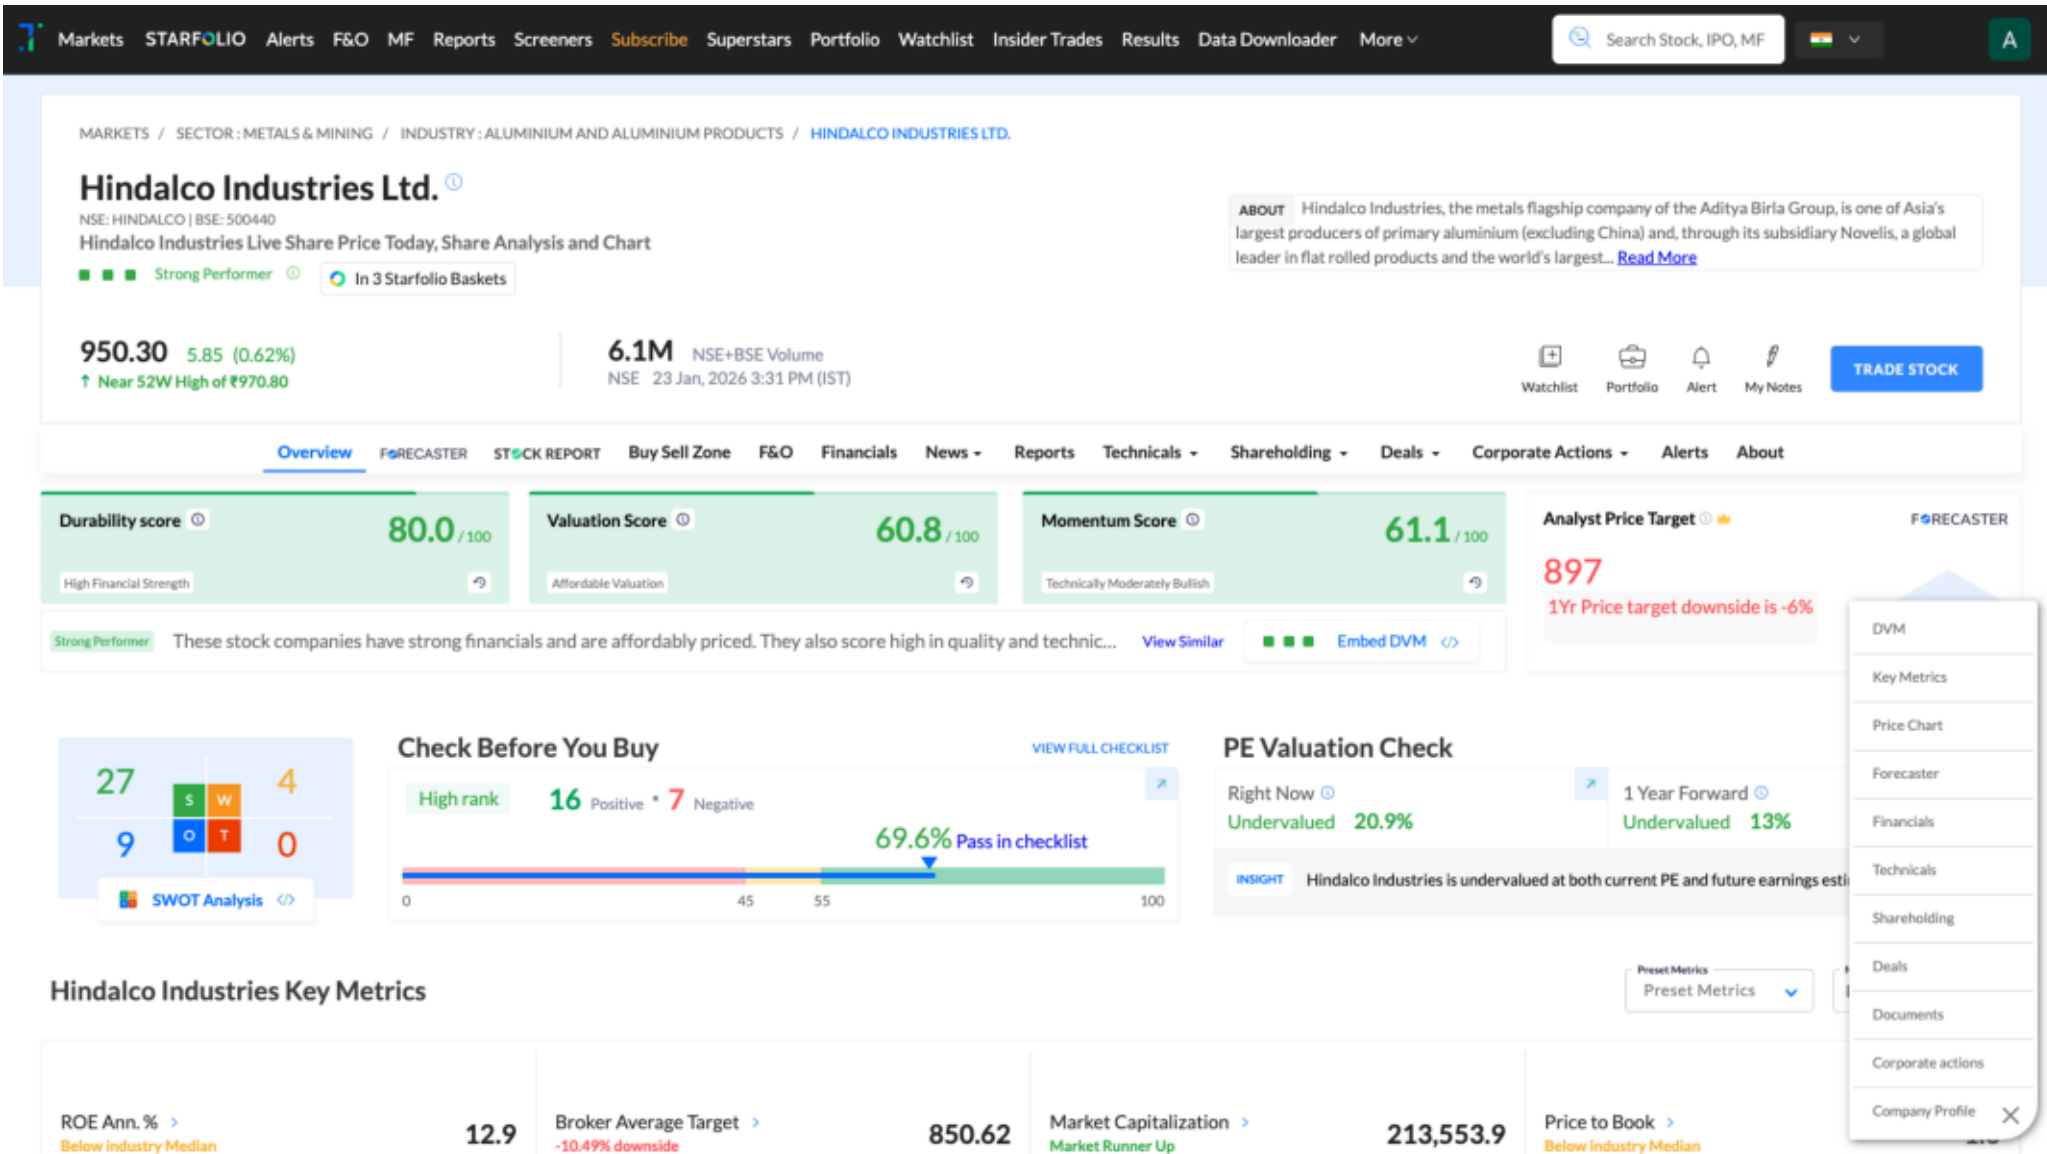 Markets STARFOLIO Alerts F&O MF Reports Screeners Subscribe Superstars Portfolio Watchlist Insider Trades Results Data Downloader More Search Stock, IPO, MF A
MARKETS / SECTOR : METALS & MINING / INDUSTRY : ALUMINIUM AND ALUMINIUM PRODUCTS / HINDALCO INDUSTRIES LTD.
Hindalco Industries Ltd.
NSE: HINDALCO | BSE: 500440
Hindalco Industries Live Share Price Today, Share Analysis and Chart
Strong Performer In 3 Starfolio Baskets
ABOUT Hindalco Industries, the metals flagship company of the Aditya Birla Group, is one of Asia's
largest producers of primary aluminium (excluding China) and, through its subsidiary Novelis, a global
leader in flat rolled products and the world's largest... Read More
950.30 5.85 (0.62%)
↑ Near 52W High of ₹970.80
6.1M NSE+BSE Volume
NSE 23 Jan, 2026 3:31 PM (IST)
Watchlist Portfolio Alert My Notes TRADE STOCK
Overview FORECASTER STOCK REPORT Buy Sell Zone F&O Financials News Reports Technicals Shareholding Deals Corporate Actions Alerts About
Durability score 80.0 / 100
High Financial Strength
Valuation Score 60.8 / 100
Affordable Valuation
Momentum Score 61.1 / 100
Technically Moderately Bullish
Analyst Price Target FORECASTER
897
1Yr Price target downside is -6%
Strong Performer These stock companies have strong financials and are affordably priced. They also score high in quality and technic... View Similar Embed DVM </>
27 4
S W
O T
9 0
SWOT Analysis </>
Check Before You Buy VIEW FULL CHECKLIST
High rank 16 Positive • 7 Negative
69.6% Pass in checklist
0 45 55 100
PE Valuation Check
Right Now
Undervalued 20.9%
1 Year Forward
Undervalued 13%
INSIGHT Hindalco Industries is undervalued at both current PE and future earnings esti
Hindalco Industries Key Metrics
Preset Metrics
Preset Metrics
ROE Ann. % 12.9
Below industry Median
Broker Average Target 850.62
-10.49% downside
Market Capitalization 213,553.9
Market Runner Up
Price to Book
Below industry Median
DVM
Key Metrics
Price Chart
Forecaster
Financials
Technicals
Shareholding
Deals
Documents
Corporate actions
Company Profile